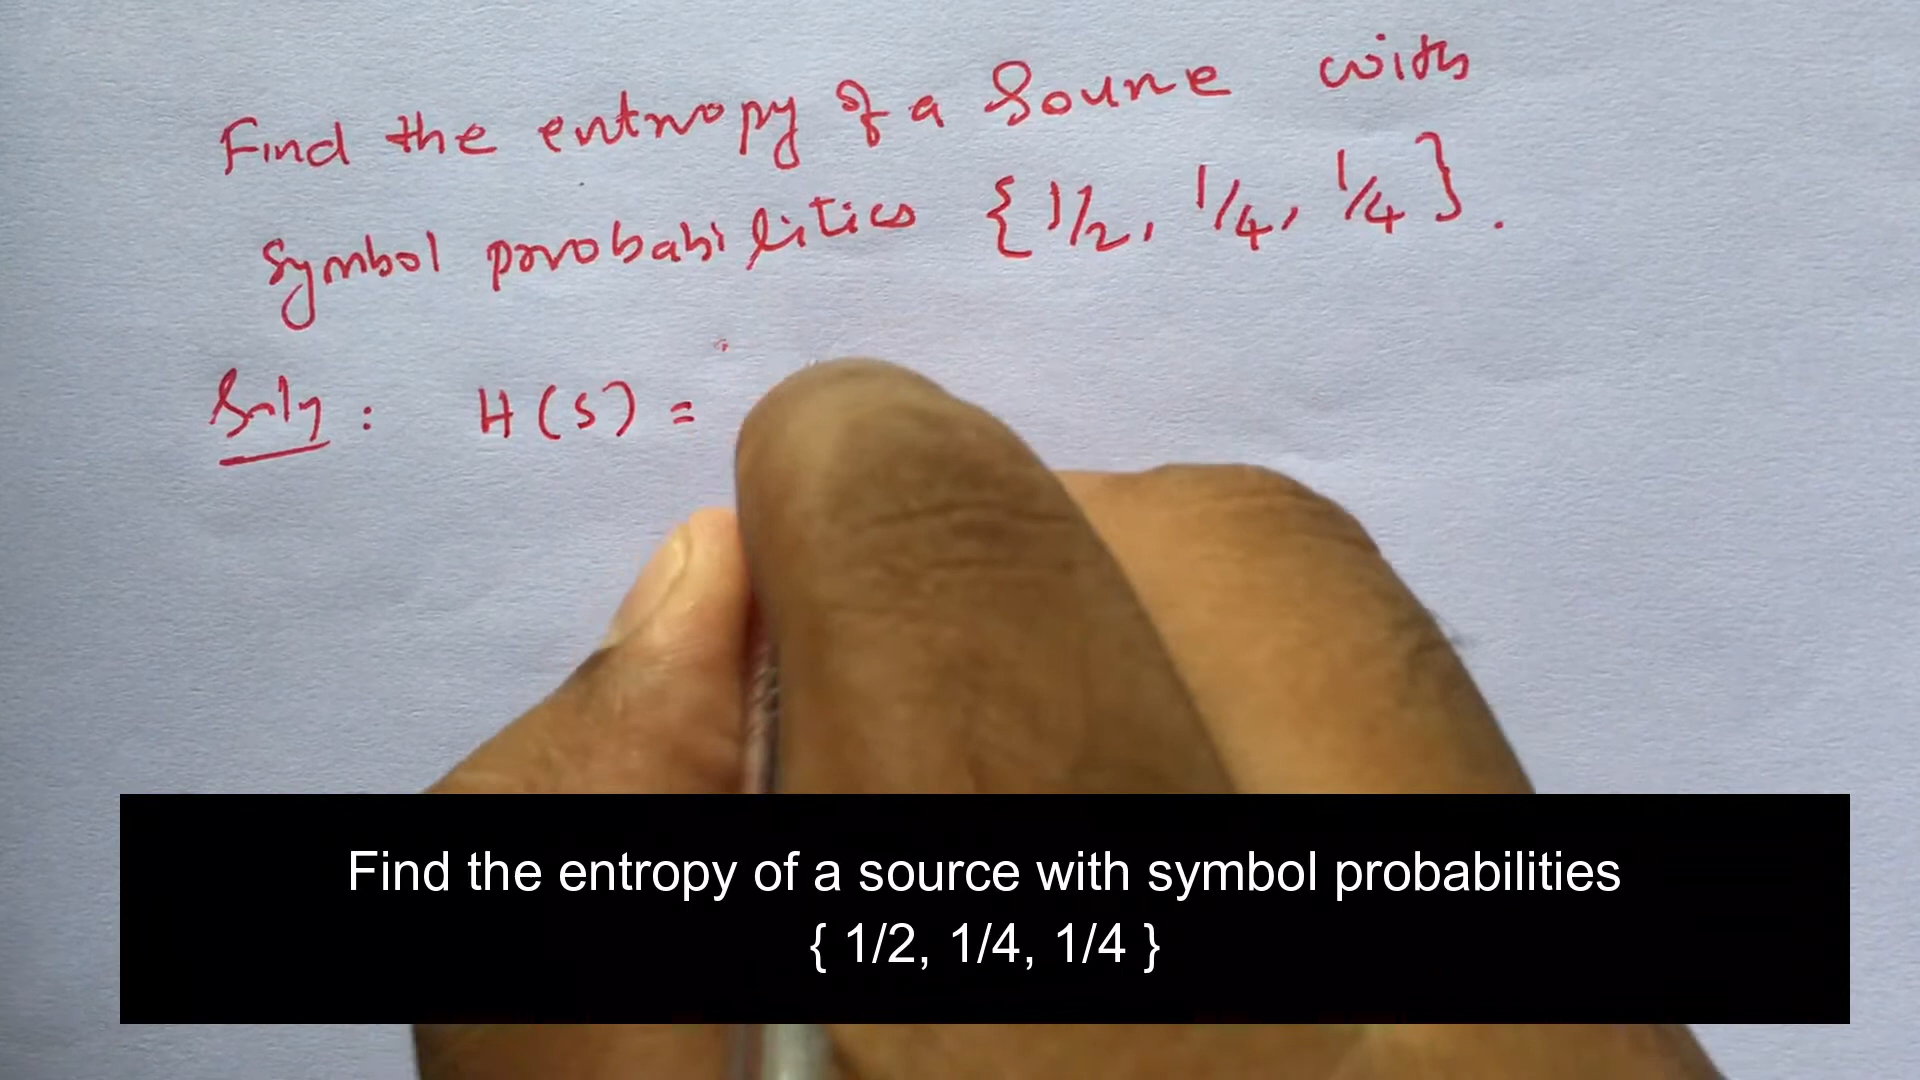 Find the entropy of a Source with
Symbol probabilities { 1/2, 1/4, 1/4 }.
Soln : H(S) =
Find the entropy of a source with symbol probabilities
{ 1/2, 1/4, 1/4 }